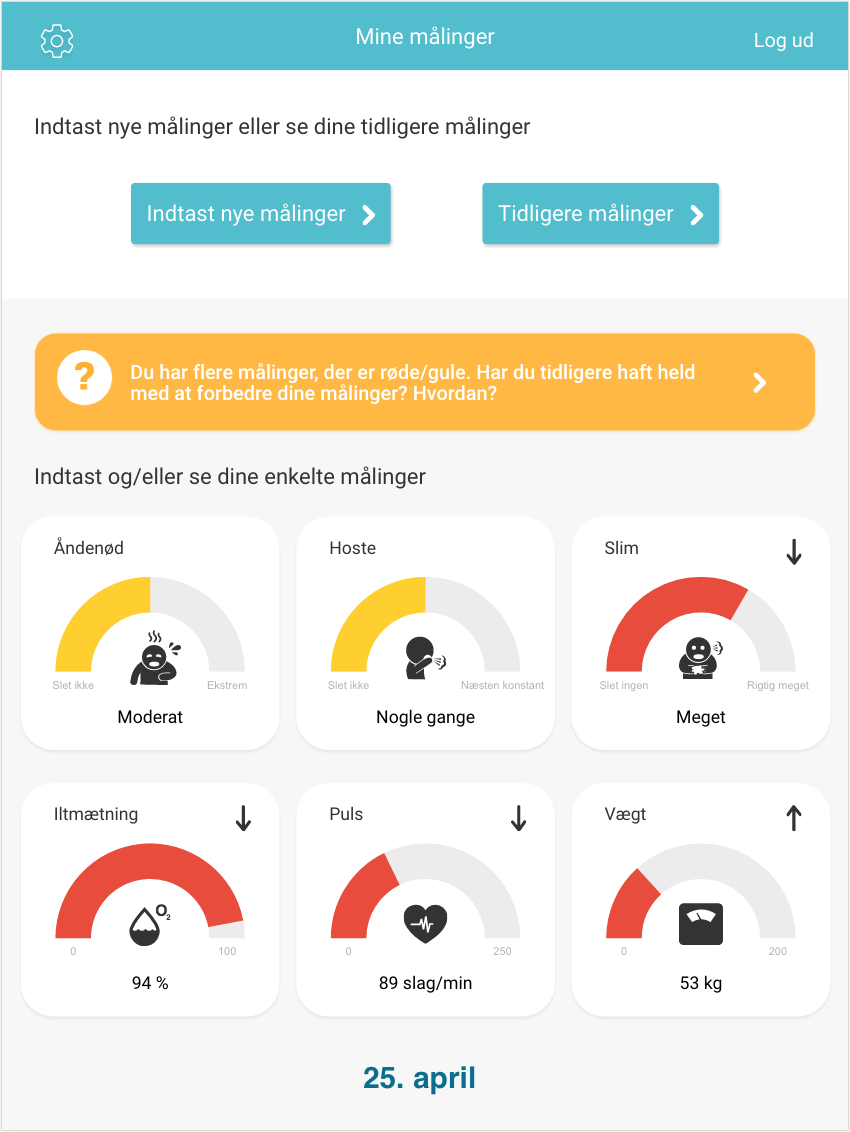 Mine målinger
Log ud
Indtast nye målinger eller se dine tidligere målinger
Indtast nye målinger
Tidligere målinger
?
Du har flere målinger, der er røde/gule. Har du tidligere haft held
med at forbedre dine målinger? Hvordan?
Indtast og/eller se dine enkelte målinger
Åndenød
Slet ikke
Ekstrem
Moderat
Hoste
Slet ikke
Næsten konstant
Nogle gange
Slim
Slet ingen
Rigtig meget
Meget
Iltmætning
O₂
0
100
94 %
Puls
0
250
89 slag/min
Vægt
0
200
53 kg
25. april